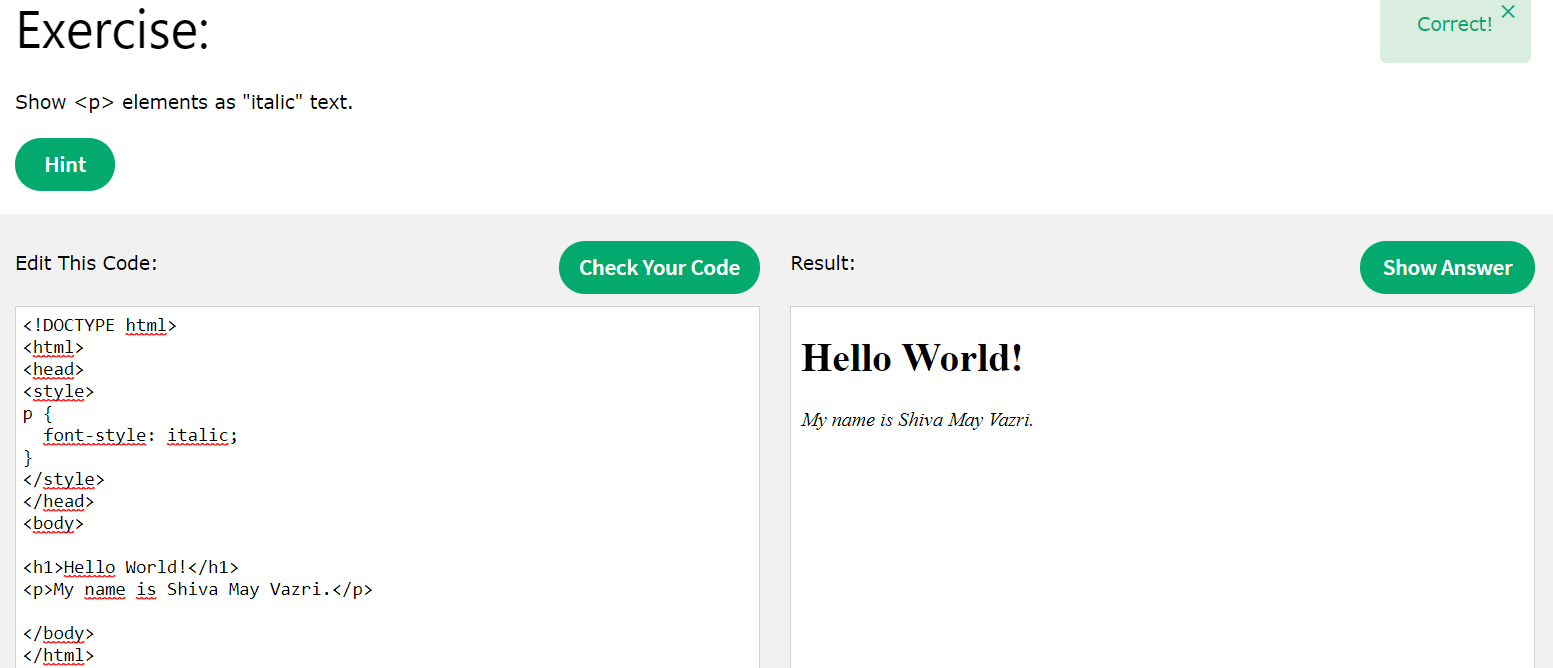 Exercise:
Correct! ×
Show <p> elements as "italic" text.
Hint
Edit This Code:
Check Your Code
Result:
Show Answer
<!DOCTYPE html>
<html>
<head>
<style>
p {
  font-style: italic;
}
</style>
</head>
<body>

<h1>Hello World!</h1>
<p>My name is Shiva May Vazri.</p>

</body>
</html>
Hello World!
My name is Shiva May Vazri.